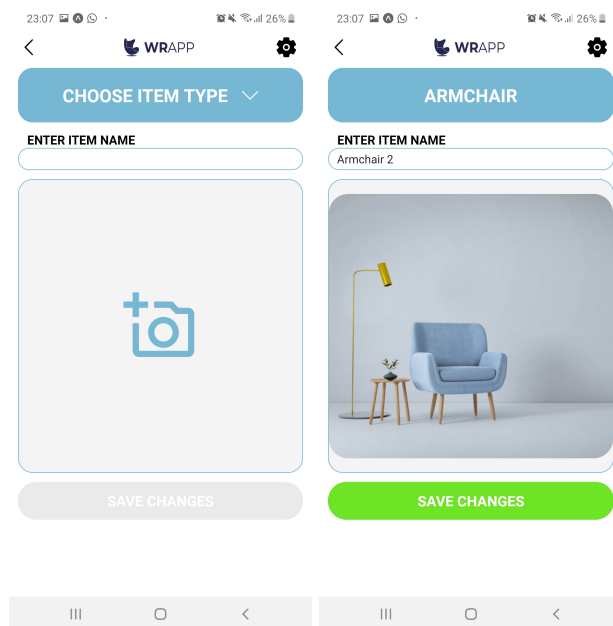 23:07 26%
WRAPP
CHOOSE ITEM TYPE
ENTER ITEM NAME
SAVE CHANGES
23:07 26%
WRAPP
ARMCHAIR
ENTER ITEM NAME
Armchair 2
SAVE CHANGES